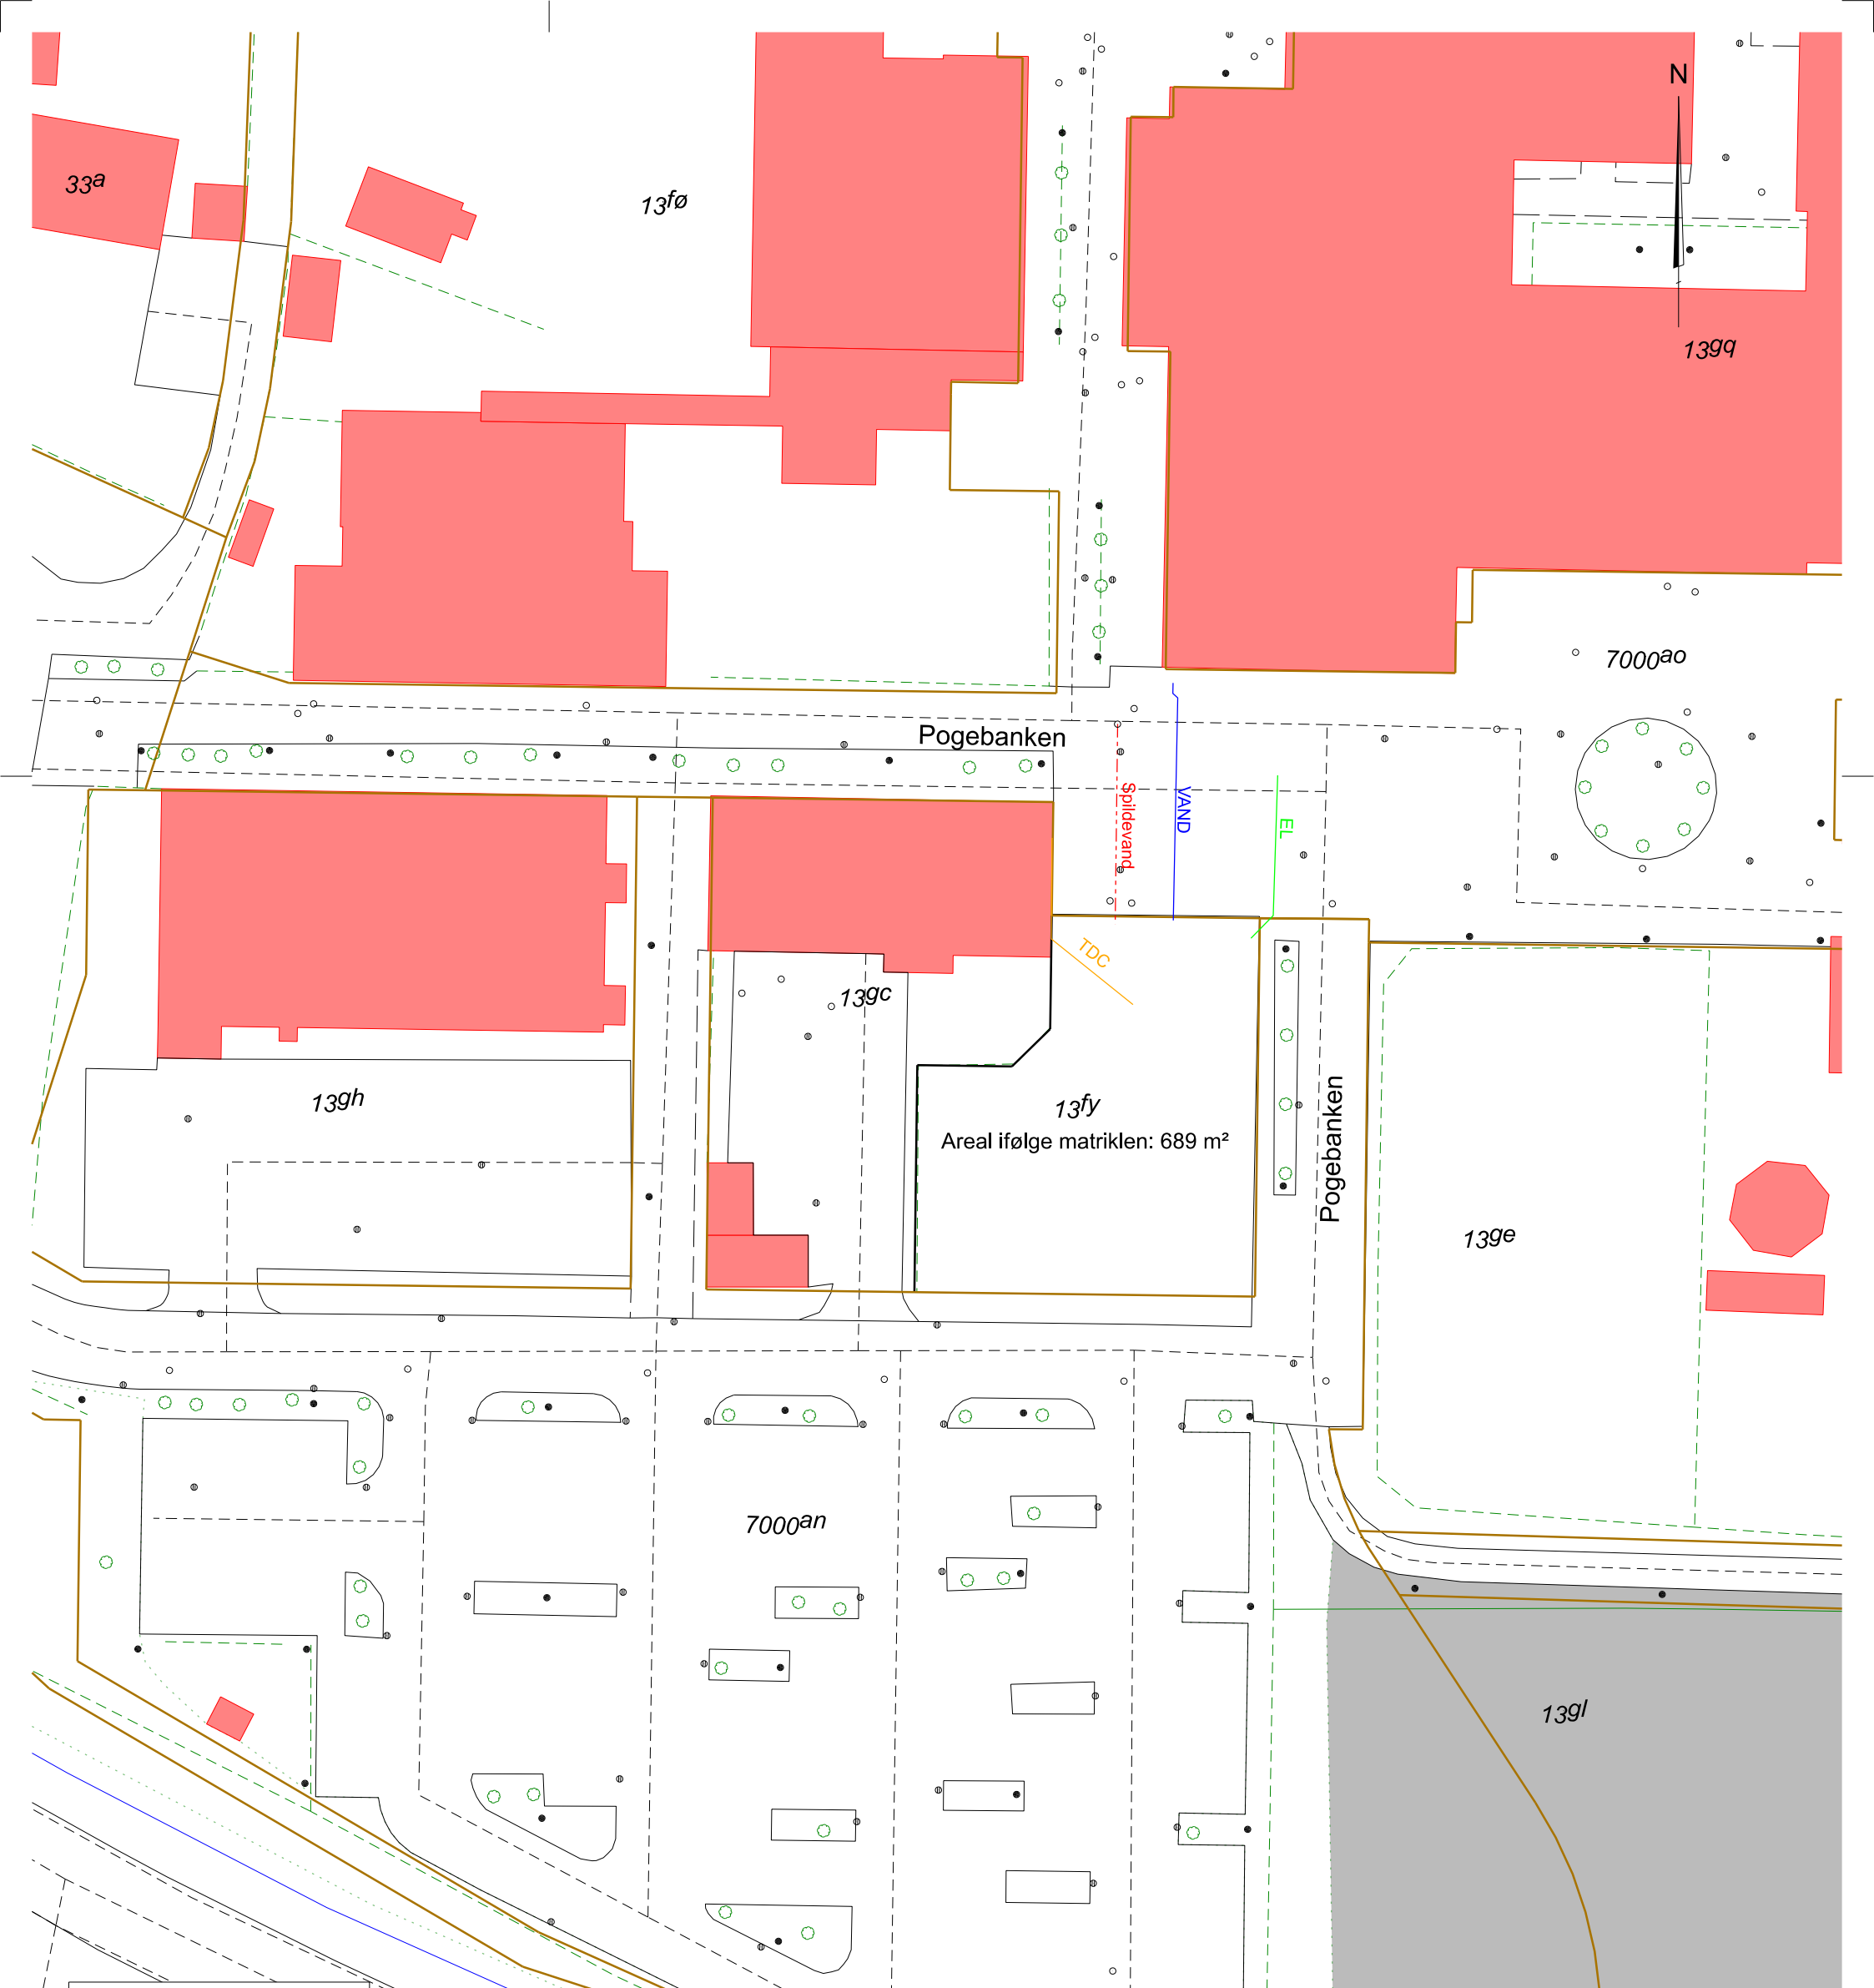 N
33a
13fø
13gq
7000ao
Pogebanken
Spildevand
VAND
EL
TDC
13gc
13gh
13fy
Areal ifølge matriklen: 689 m²
Pogebanken
13ge
7000an
13gl